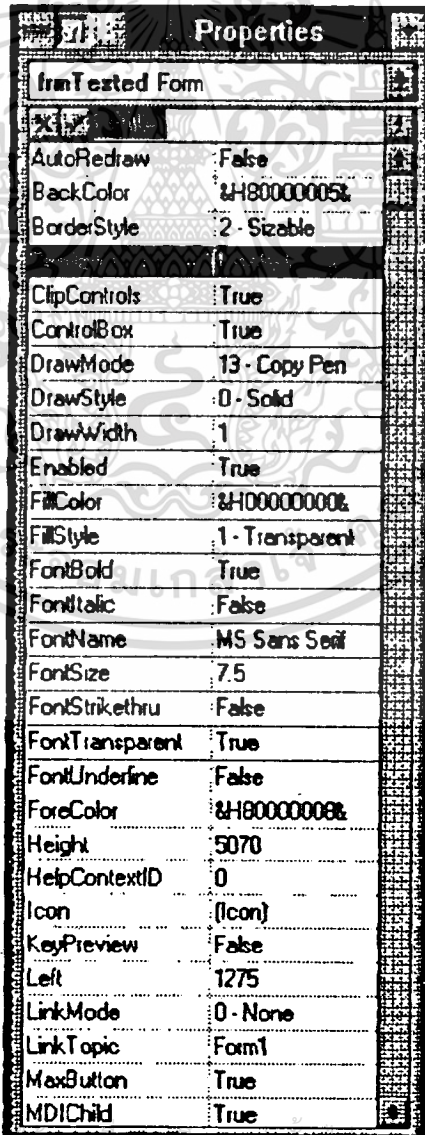 Properties
frmTexted Form
AutoRedraw False
BackColor &H80000005&
BorderStyle 2 - Sizable
ClipControls True
ControlBox True
DrawMode 13 - Copy Pen
DrawStyle 0 - Solid
DrawWidth 1
Enabled True
FillColor &H00000000&
FillStyle 1 - Transparent
FontBold True
FontItalic False
FontName MS Sans Serif
FontSize 7.5
FontStrikethru False
FontTransparent True
FontUnderline False
ForeColor &H80000008&
Height 5070
HelpContextID 0
Icon (Icon)
KeyPreview False
Left 1275
LinkMode 0 - None
LinkTopic Form1
MaxButton True
MDIChild True